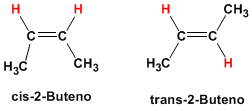 H H CH₃ H
C=C C=C
H₃C CH₃ H₃C H
cis-2-Buteno trans-2-Buteno